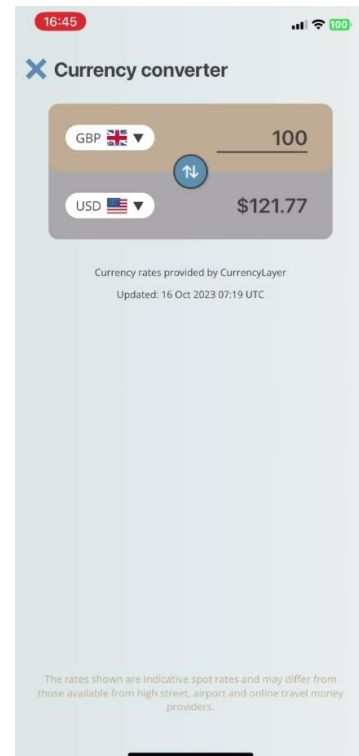 16:45
100
Currency converter
GBP 100
USD $121.77
Currency rates provided by CurrencyLayer
Updated: 16 Oct 2023 07:19 UTC
The rates shown are indicative spot rates and may differ from
those available from high street, airport and online travel money
providers.